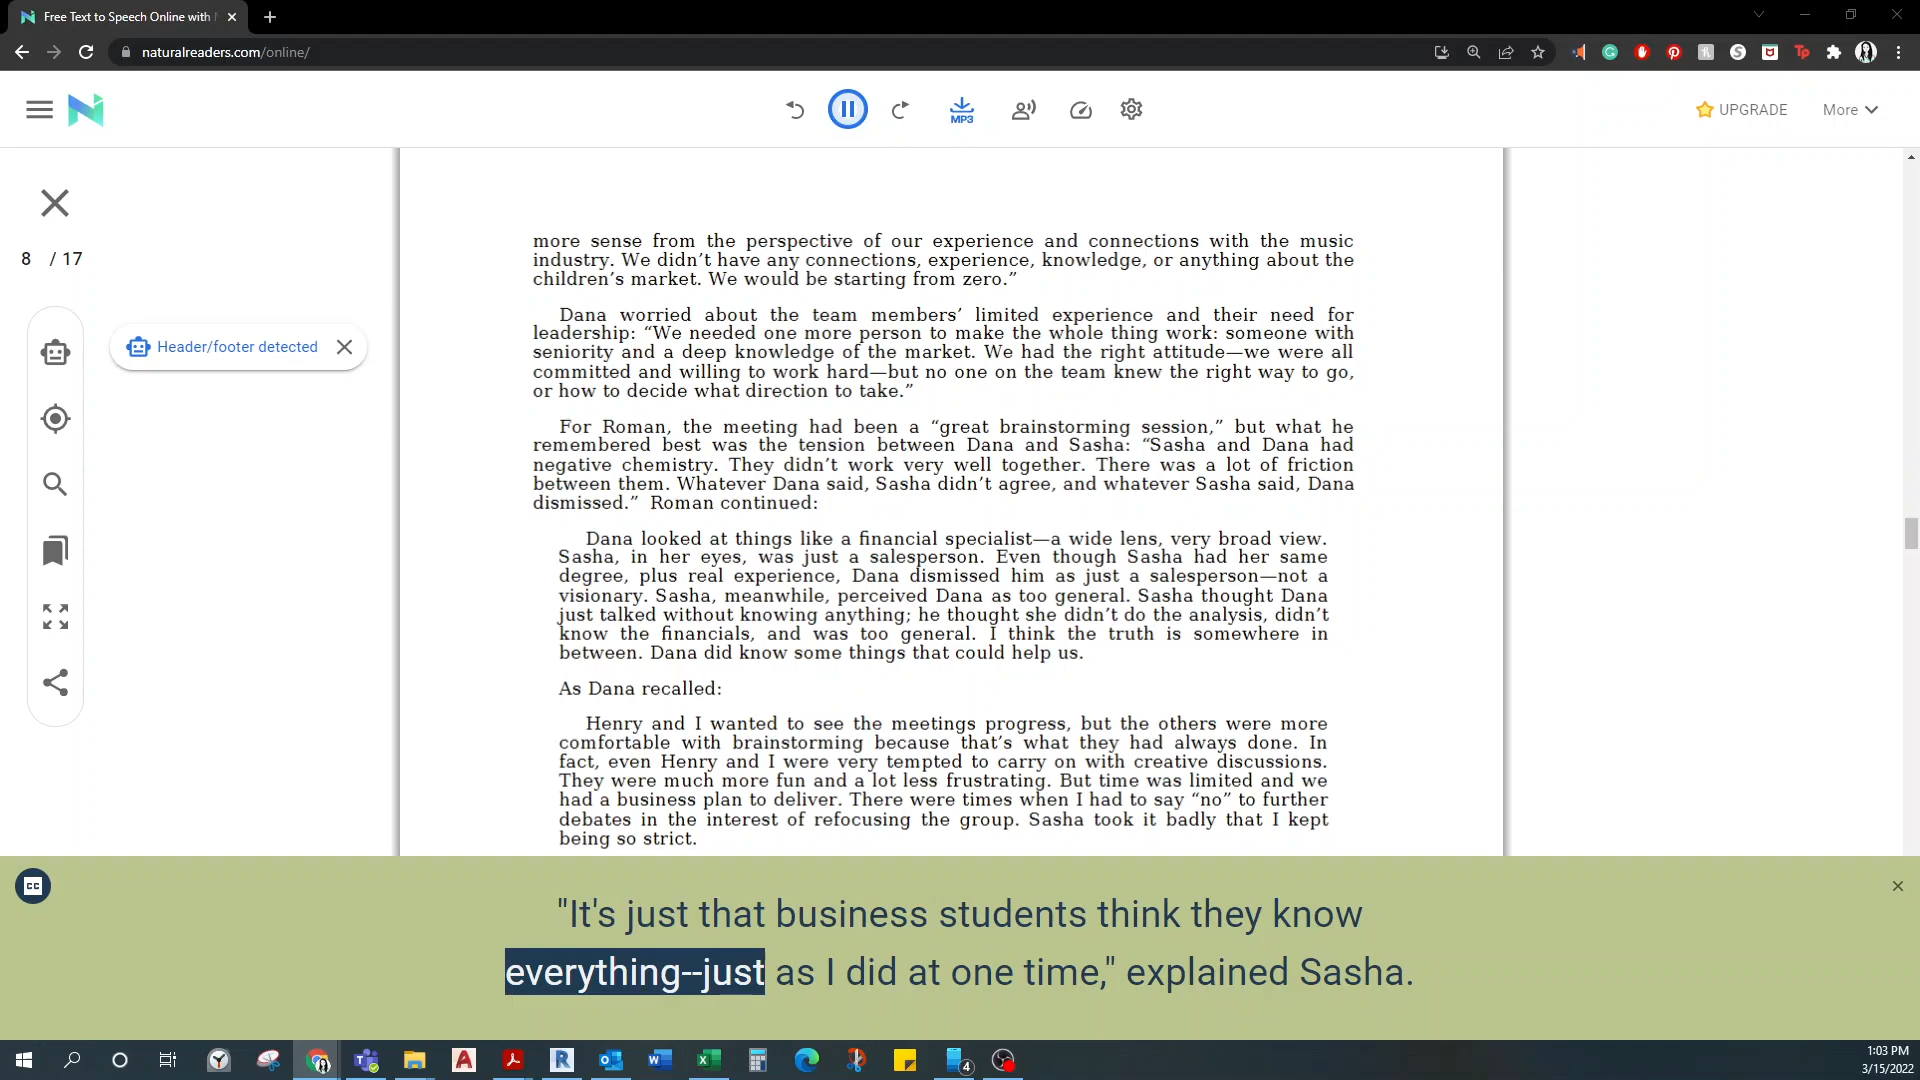 Free Text to Speech Online with
naturalreaders.com/online/
MP3
UPGRADE
More
8 / 17
Header/footer detected
more sense from the perspective of our experience and connections with the music
industry. We didn’t have any connections, experience, knowledge, or anything about the
children’s market. We would be starting from zero.”
Dana worried about the team members’ limited experience and their need for
leadership: “We needed one more person to make the whole thing work: someone with
seniority and a deep knowledge of the market. We had the right attitude—we were all
committed and willing to work hard—but no one on the team knew the right way to go,
or how to decide what direction to take.”
For Roman, the meeting had been a “great brainstorming session,” but what he
remembered best was the tension between Dana and Sasha: “Sasha and Dana had
negative chemistry. They didn’t work very well together. There was a lot of friction
between them. Whatever Dana said, Sasha didn’t agree, and whatever Sasha said, Dana
dismissed.” Roman continued:
Dana looked at things like a financial specialist—a wide lens, very broad view.
Sasha, in her eyes, was just a salesperson. Even though Sasha had her same
degree, plus real experience, Dana dismissed him as just a salesperson—not a
visionary. Sasha, meanwhile, perceived Dana as too general. Sasha thought Dana
just talked without knowing anything; he thought she didn’t do the analysis, didn’t
know the financials, and was too general. I think the truth is somewhere in
between. Dana did know some things that could help us.
As Dana recalled:
Henry and I wanted to see the meetings progress, but the others were more
comfortable with brainstorming because that’s what they had always done. In
fact, even Henry and I were very tempted to carry on with creative discussions.
They were much more fun and a lot less frustrating. But time was limited and we
had a business plan to deliver. There were times when I had to say “no” to further
debates in the interest of refocusing the group. Sasha took it badly that I kept
being so strict.
CC
"It's just that business students think they know
everything--just as I did at one time," explained Sasha.
4
1:03 PM
3/15/2022